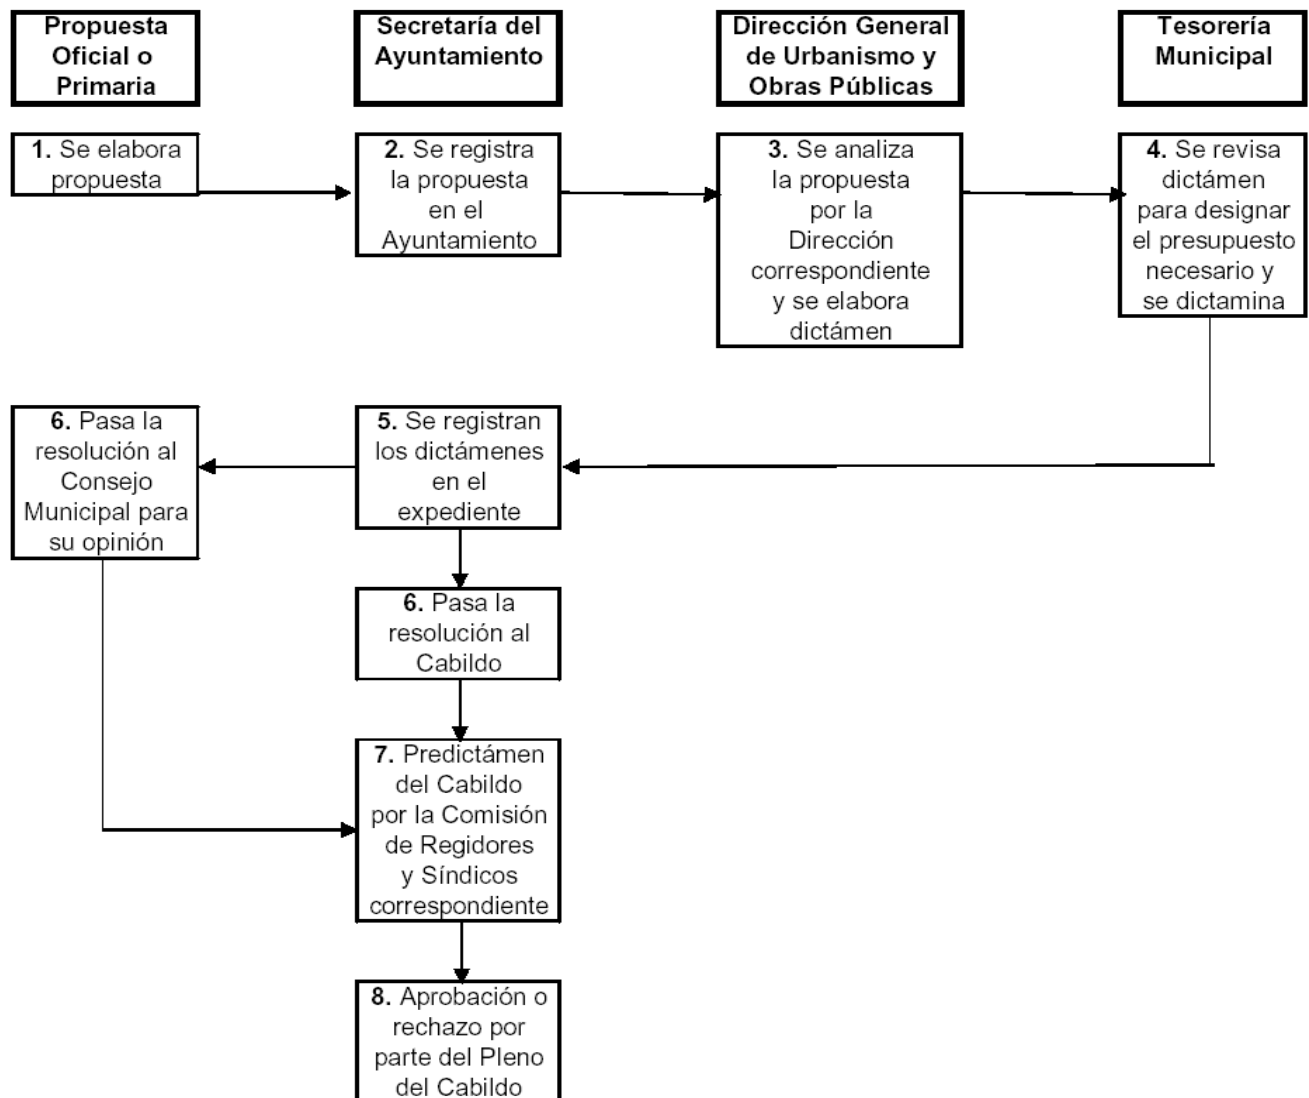 Propuesta
Oficial o
Primaria
Secretaría del
Ayuntamiento
Dirección General
de Urbanismo y
Obras Públicas
Tesorería
Municipal
1. Se elabora
propuesta
2. Se registra
la propuesta
en el
Ayuntamiento
3. Se analiza
la propuesta
por la
Dirección
correspondiente
y se elabora
dictámen
4. Se revisa
dictámen
para designar
el presupuesto
necesario y
se dictamina
6. Pasa la
resolución al
Consejo
Municipal para
su opinión
5. Se registran
los dictámenes
en el
expediente
6. Pasa la
resolución al
Cabildo
7. Predictámen
del Cabildo
por la Comisión
de Regidores
y Síndicos
correspondiente
8. Aprobación o
rechazo por
parte del Pleno
del Cabildo